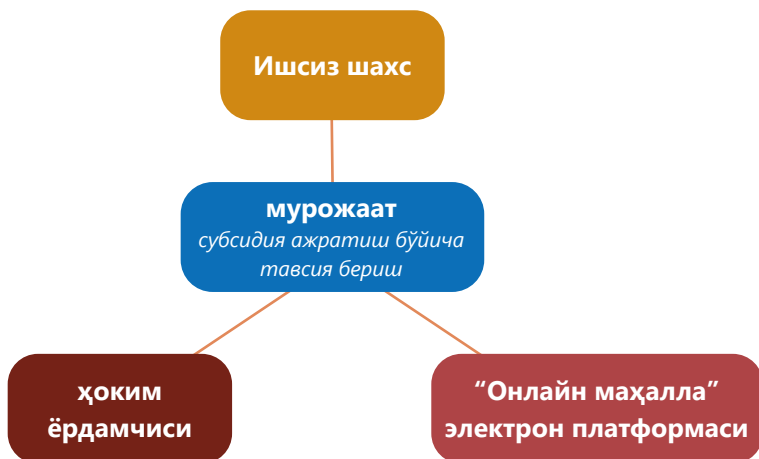 Ишсиз шахс
мурожаат
субсидия ажратиш бўйича
тавсия бериш
ҳоким
ёрдамчиси
“Онлайн маҳалла”
электрон платформаси